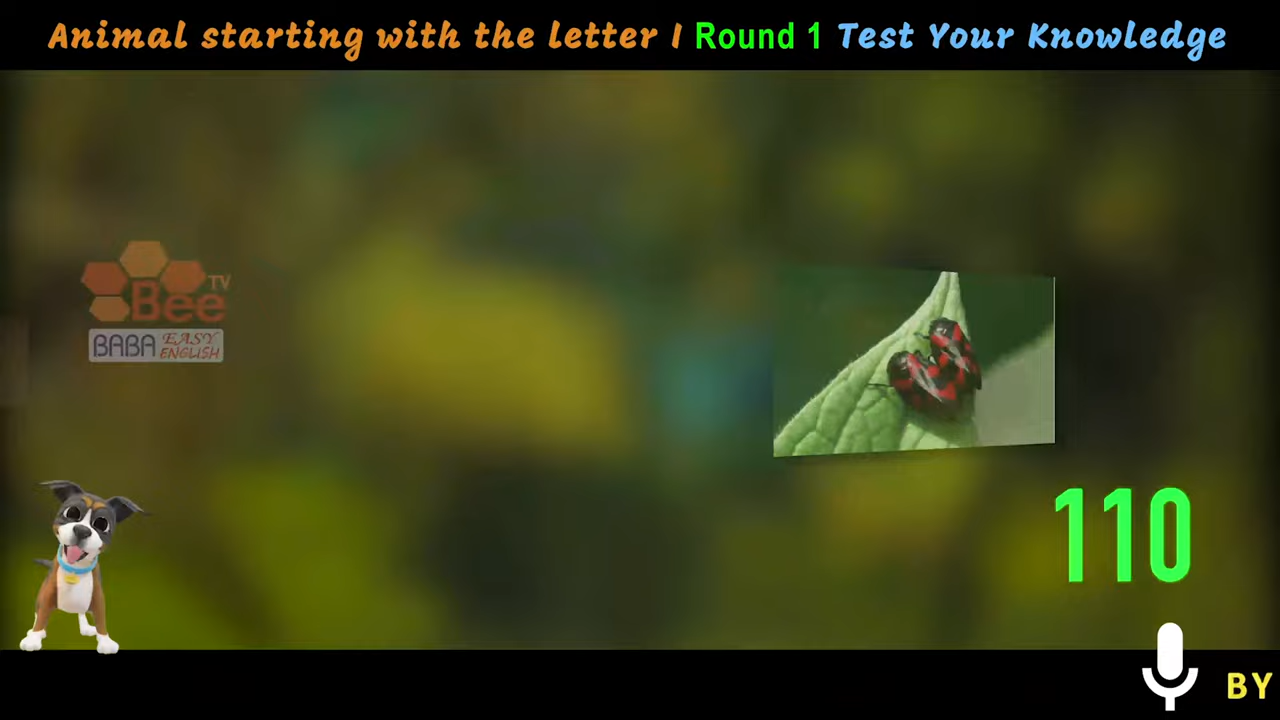 Animal starting with the letter I Round 1 Test Your Knowledge
Bee TV
BABA EASY ENGLISH
110
BY